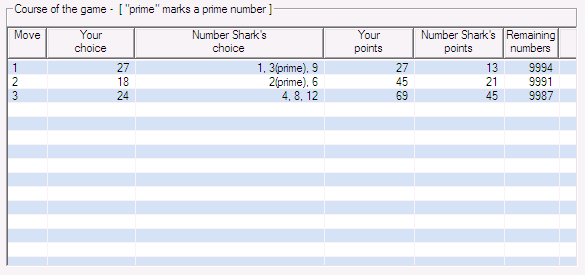 Course of the game - [ "prime" marks a prime number ]
Move Your choice Number Shark's choice Your points Number Shark's points Remaining numbers
1 27 1, 3(prime), 9 27 13 9994
2 18 2(prime), 6 45 21 9991
3 24 4, 8, 12 69 45 9987